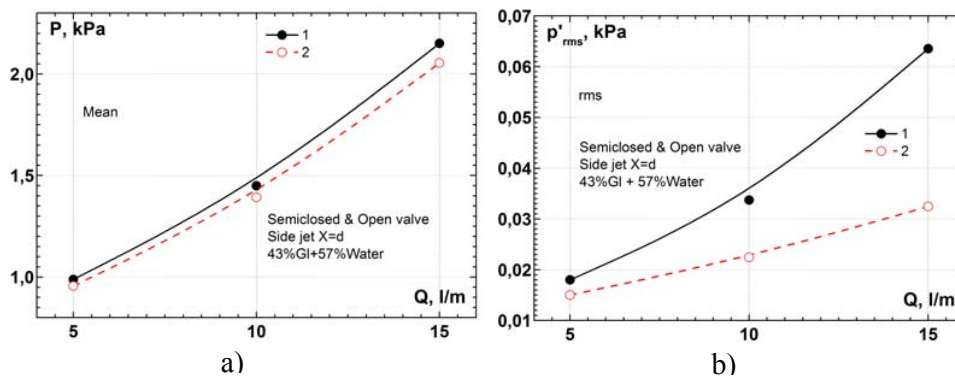 P, kPa
1
2
2,0
Mean
1,5
Semiclosed & Open valve
Side jet X=d
43%Gl+57%Water
1,0
Q, l/m
5
10
15
a)
0,07
p'rms, kPa
0,06
rms
0,05
1
2
Semiclosed & Open valve
Side jet X=d
43%Gl + 57%Water
0,04
0,03
0,02
Q, l/m
0,01
5
10
15
b)